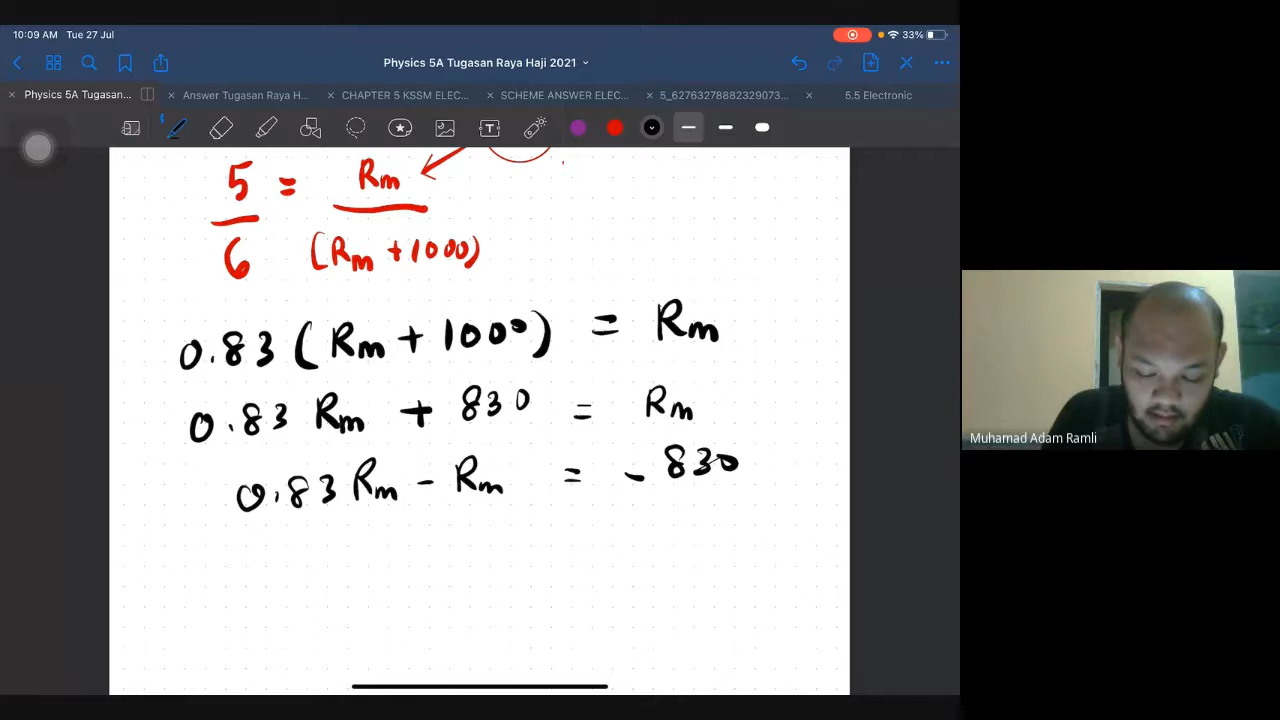 10:09 AM Tue 27 Jul 33%
Physics 5A Tugasan Raya Haji 2021
Physics 5A Tugasan... Answer Tugasan Raya H... CHAPTER 5 KSSM ELEC... SCHEME ANSWER ELEC... 5_62763278882329073... 5.5 Electronic
5/6 = Rm/(Rm + 1000)
0.83 (Rm + 1000) = Rm
0.83 Rm + 830 = Rm
0.83 Rm - Rm = - 830
Muhamad Adam Ramli